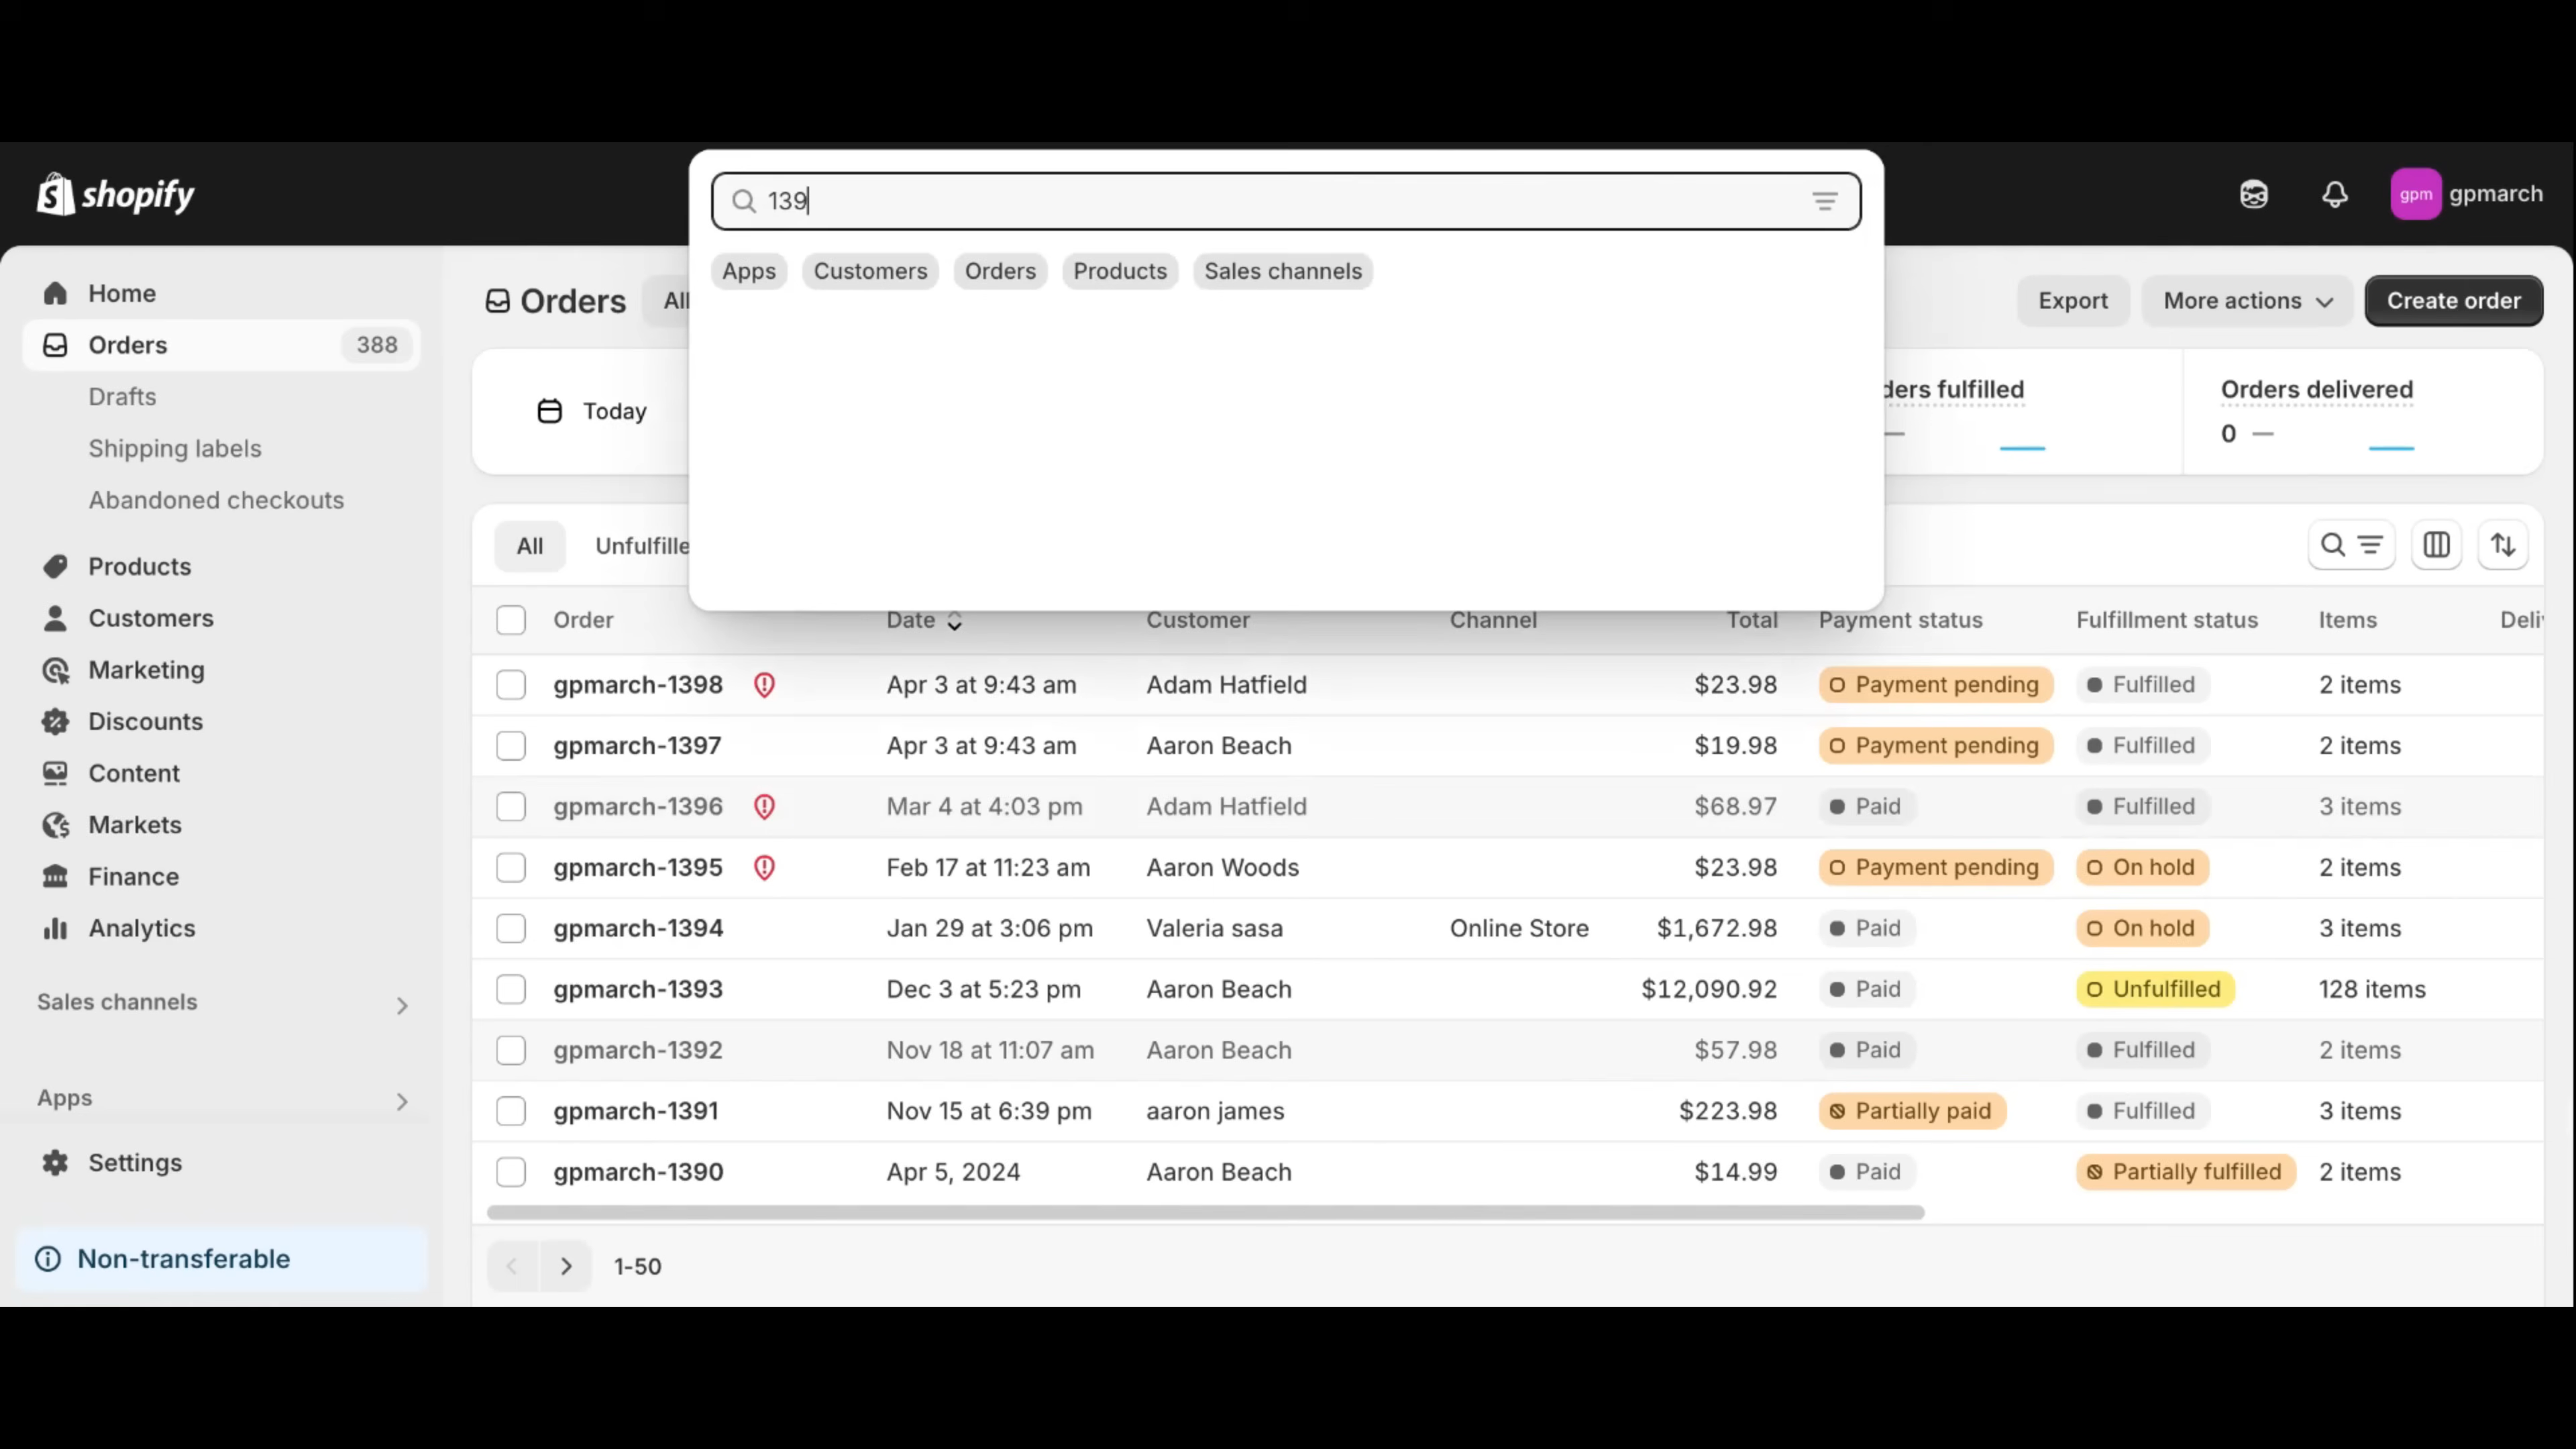 shopify
139
gpm gpmarch
Apps Customers Orders Products Sales channels
Home
Orders 388
Drafts
Shipping labels
Abandoned checkouts
Products
Customers
Marketing
Discounts
Content
Markets
Finance
Analytics
Sales channels
Apps
Settings
Non-transferable
Orders All
Export More actions Create order
Today
ders fulfilled
—
Orders delivered
0 —
All Unfulfille
Order Date Customer Channel Total Payment status Fulfillment status Items Deliv
gpmarch-1398 Apr 3 at 9:43 am Adam Hatfield $23.98 Payment pending Fulfilled 2 items
gpmarch-1397 Apr 3 at 9:43 am Aaron Beach $19.98 Payment pending Fulfilled 2 items
gpmarch-1396 Mar 4 at 4:03 pm Adam Hatfield $68.97 Paid Fulfilled 3 items
gpmarch-1395 Feb 17 at 11:23 am Aaron Woods $23.98 Payment pending On hold 2 items
gpmarch-1394 Jan 29 at 3:06 pm Valeria sasa Online Store $1,672.98 Paid On hold 3 items
gpmarch-1393 Dec 3 at 5:23 pm Aaron Beach $12,090.92 Paid Unfulfilled 128 items
gpmarch-1392 Nov 18 at 11:07 am Aaron Beach $57.98 Paid Fulfilled 2 items
gpmarch-1391 Nov 15 at 6:39 pm aaron james $223.98 Partially paid Fulfilled 3 items
gpmarch-1390 Apr 5, 2024 Aaron Beach $14.99 Paid Partially fulfilled 2 items
1-50